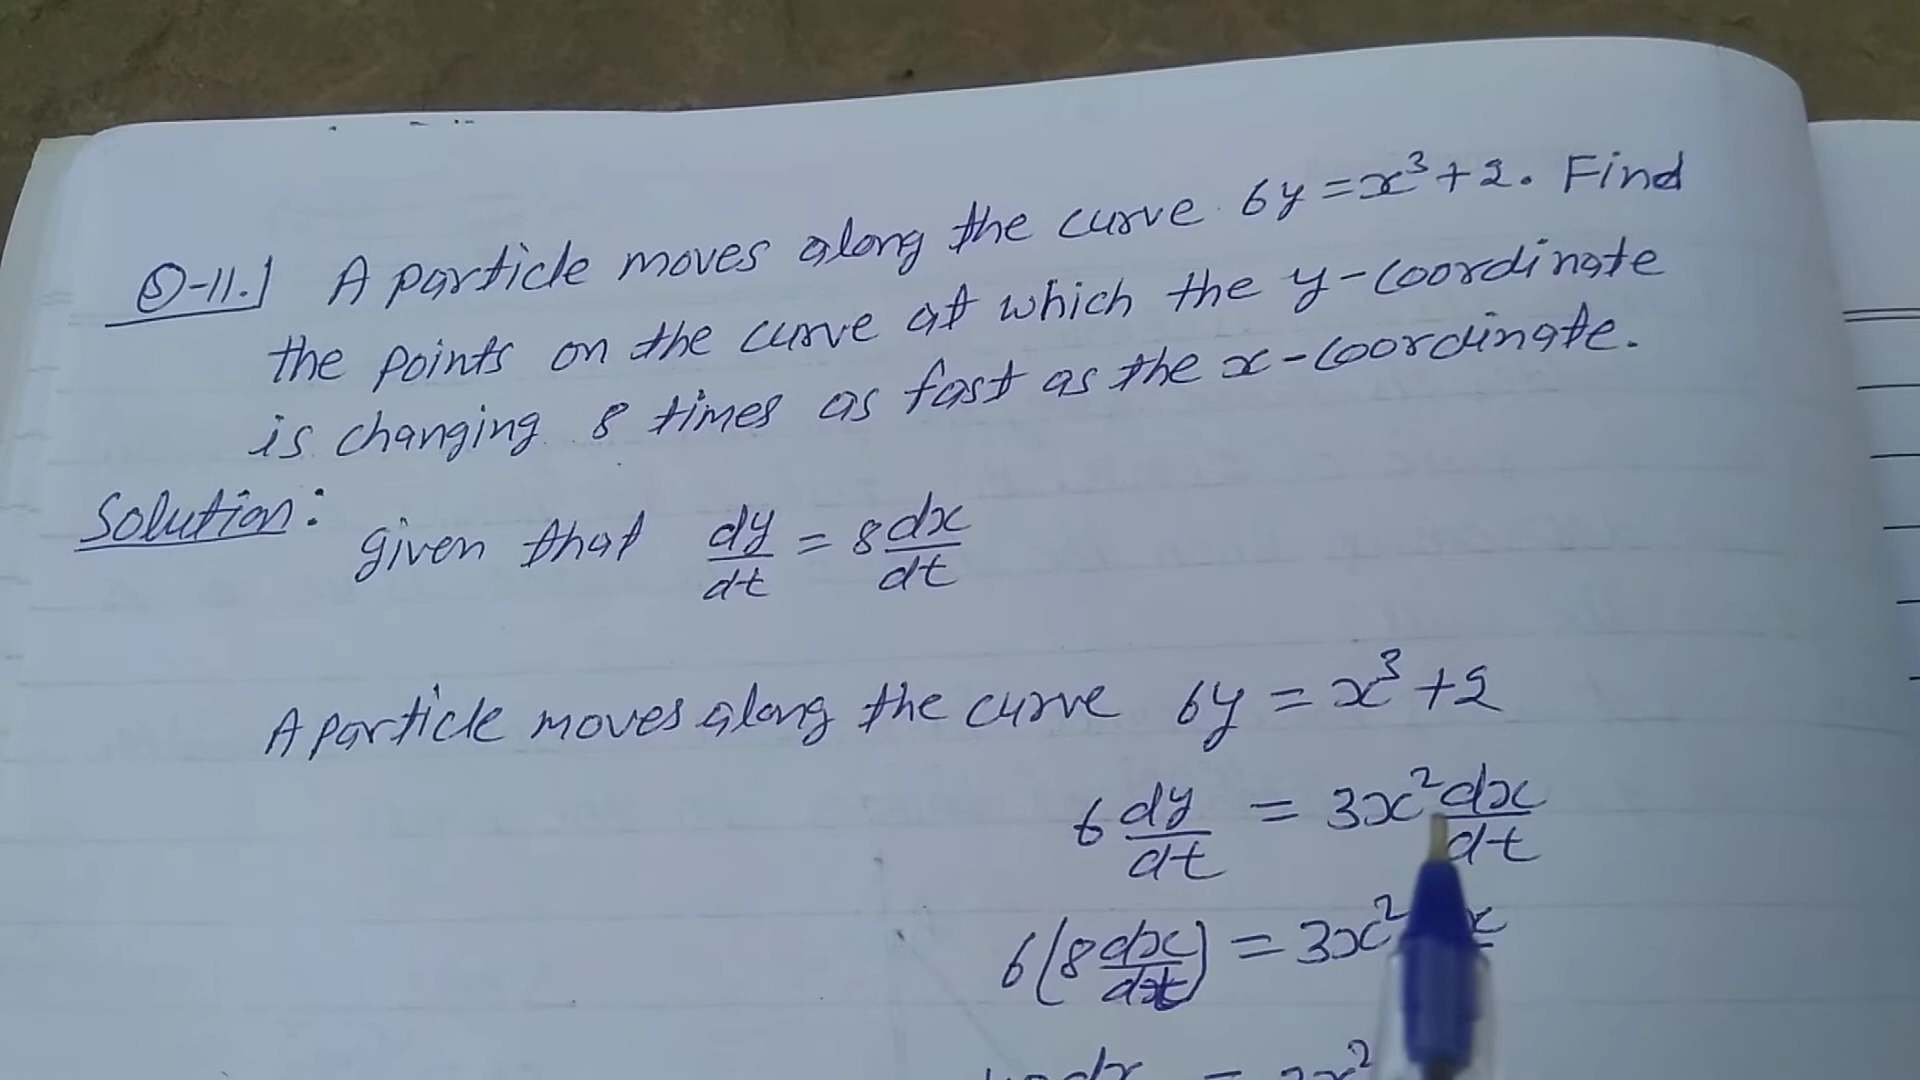 Q-11.] A particle moves along the curve 6y = x³+2. Find
the points on the curve at which the y-coordinate
is changing 8 times as fast as the x-coordinate.
Solution: given that dy/dt = 8 dx/dt
A particle moves along the curve 6y = x³+2
6 dy/dt = 3x² dx/dt
6(8 dx/dt) = 3x²